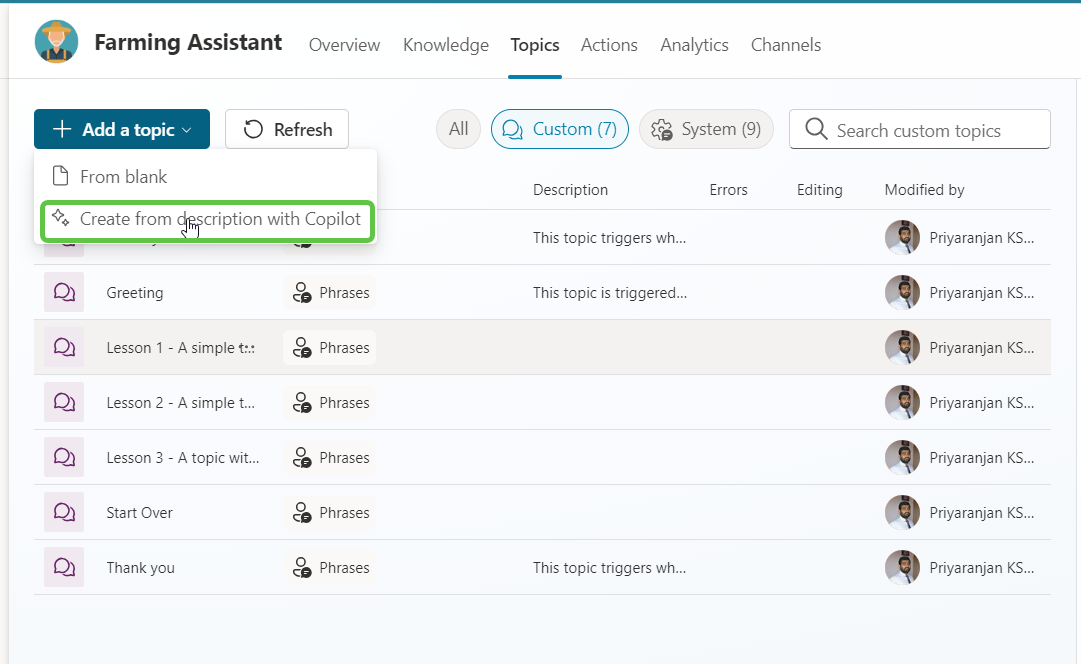 Farming Assistant Overview Knowledge Topics Actions Analytics Channels
Add a topic Refresh All Custom (7) System (9) Search custom topics
From blank
Description Errors Editing Modified by
Create from description with Copilot
This topic triggers wh... Priyaranjan KS...
Greeting Phrases This topic is triggered... Priyaranjan KS...
Lesson 1 - A simple t... Phrases Priyaranjan KS...
Lesson 2 - A simple t... Phrases Priyaranjan KS...
Lesson 3 - A topic wit... Phrases Priyaranjan KS...
Start Over Phrases Priyaranjan KS...
Thank you Phrases This topic triggers wh... Priyaranjan KS...